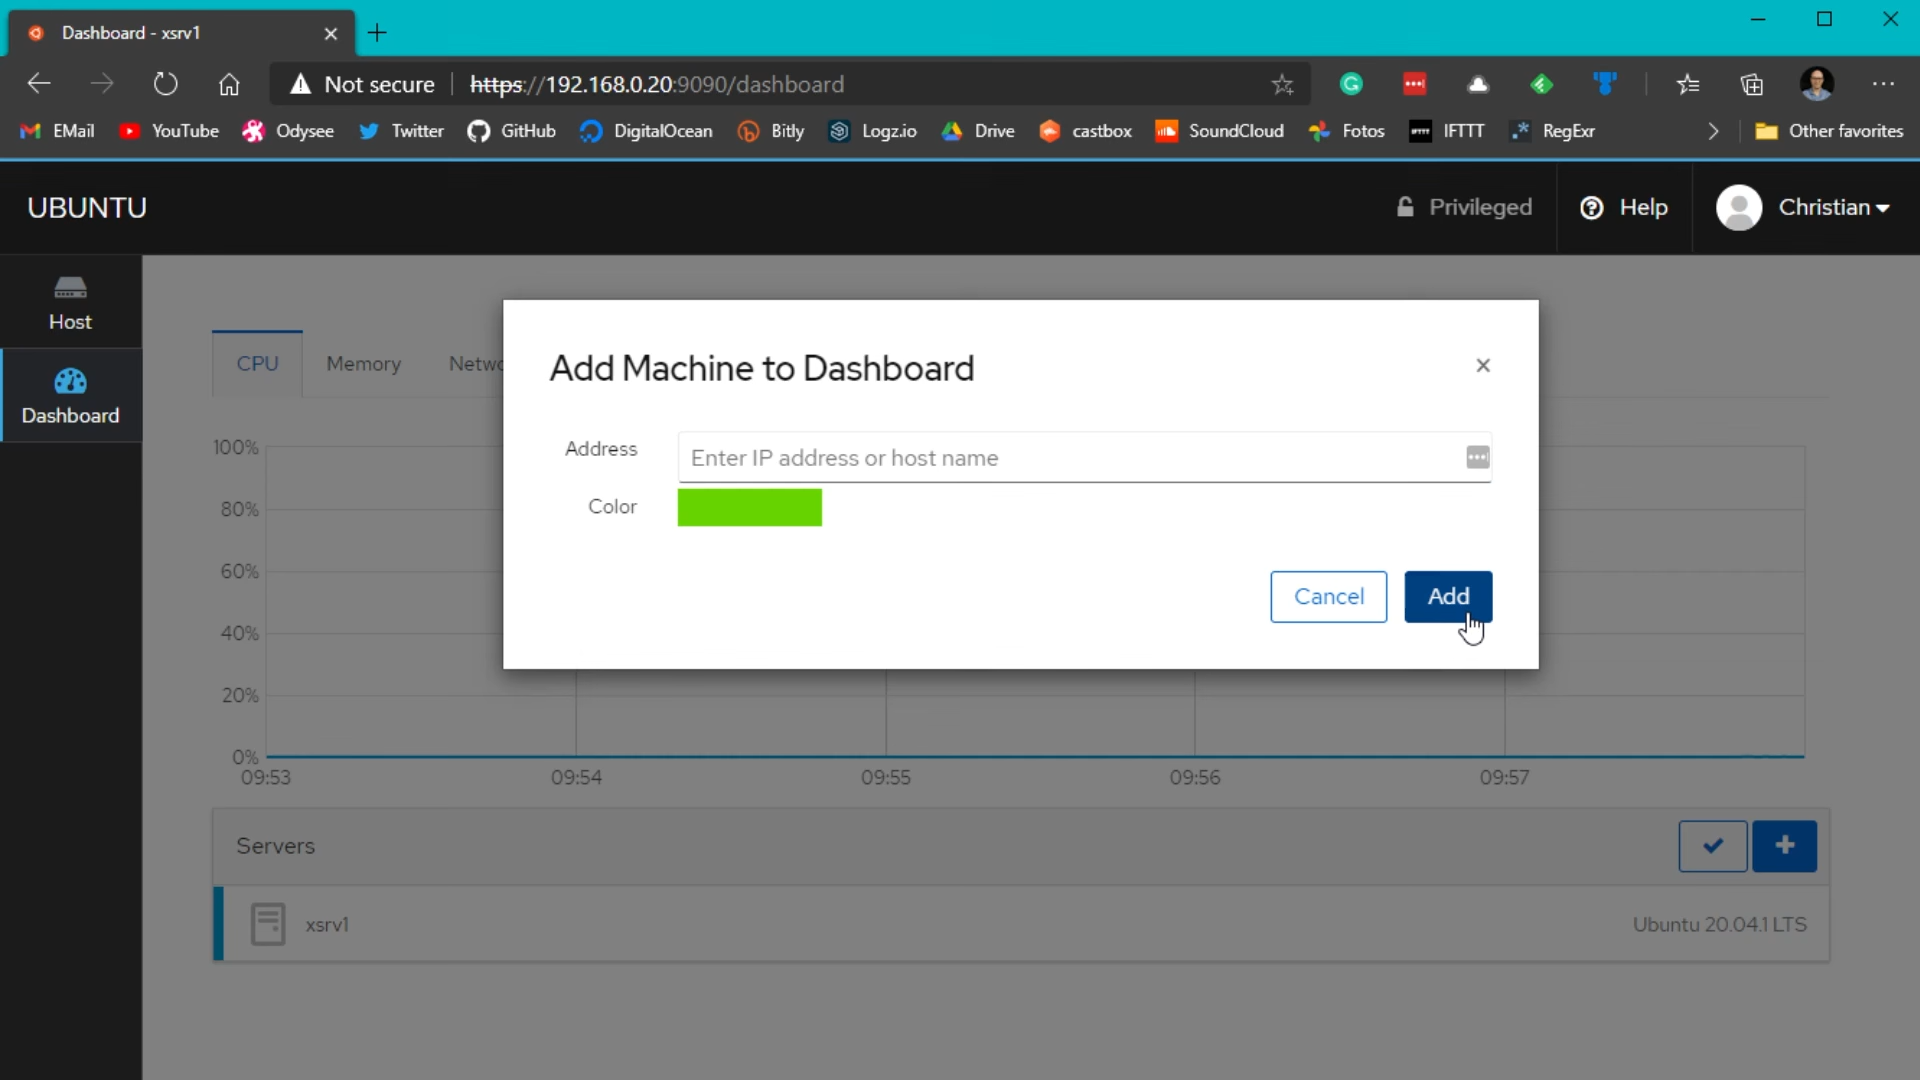 Dashboard - xsrv1
Not secure https://192.168.0.20:9090/dashboard
EMail YouTube Odysee Twitter GitHub DigitalOcean Bitly Logz.io Drive castbox SoundCloud Fotos IFTTT RegExr Other favorites
UBUNTU Privileged Help Christian
Host
Dashboard
CPU Memory Netwo
Add Machine to Dashboard
Address Enter IP address or host name
Color
Cancel Add
100%
80%
60%
40%
20%
0%
09:53 09:54 09:55 09:56 09:57
Servers
xsrv1 Ubuntu 20.04.1 LTS